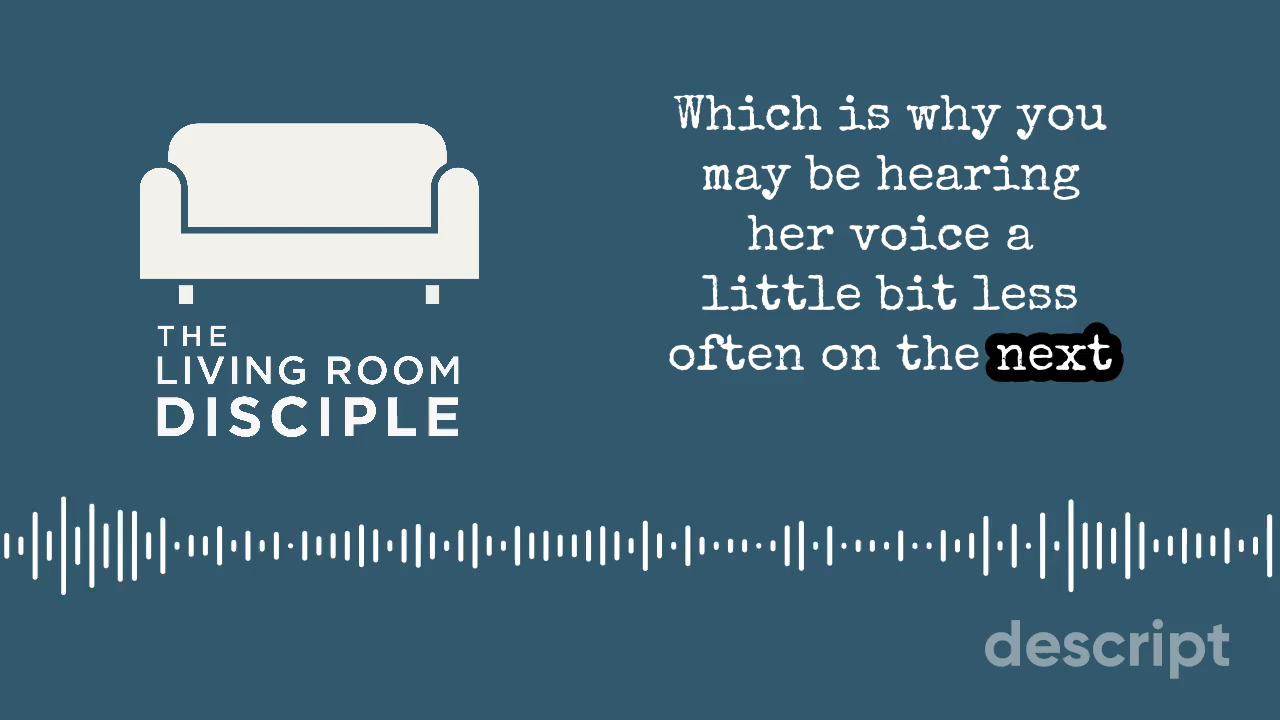 THE
LIVING ROOM
DISCIPLE
Which is why you
may be hearing
her voice a
little bit less
often on the next
descript